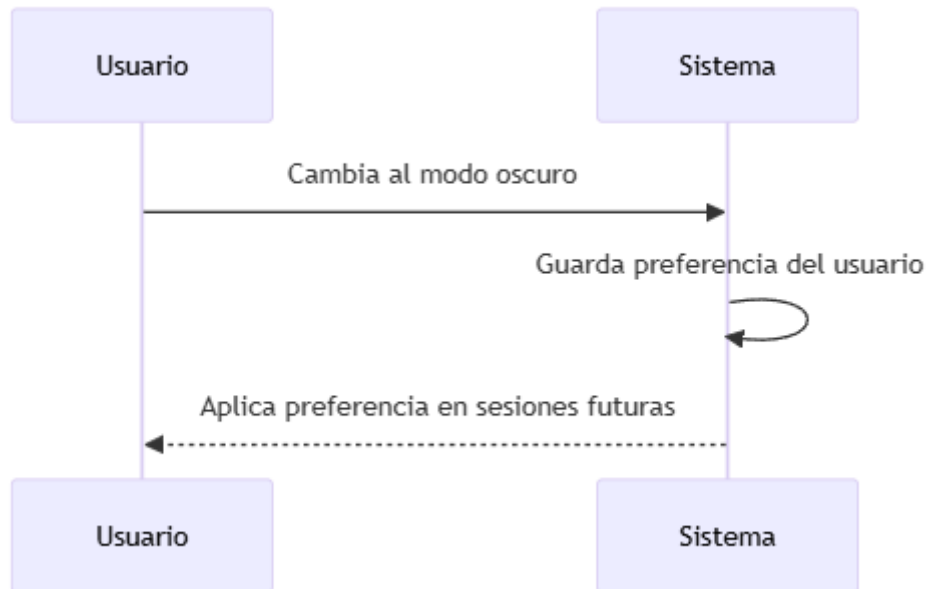 Usuario
Sistema
Cambia al modo oscuro
Guarda preferencia del usuario
Aplica preferencia en sesiones futuras
Usuario
Sistema